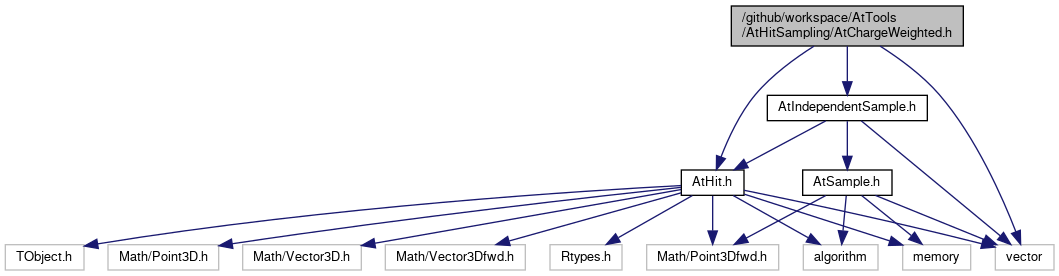 /github/workspace/AtTools
/AtHitSampling/AtChargeWeighted.h
AtIndependentSample.h
AtHit.h
AtSample.h
TObject.h
Math/Point3D.h
Math/Vector3D.h
Math/Vector3Dfwd.h
Rtypes.h
Math/Point3Dfwd.h
algorithm
memory
vector